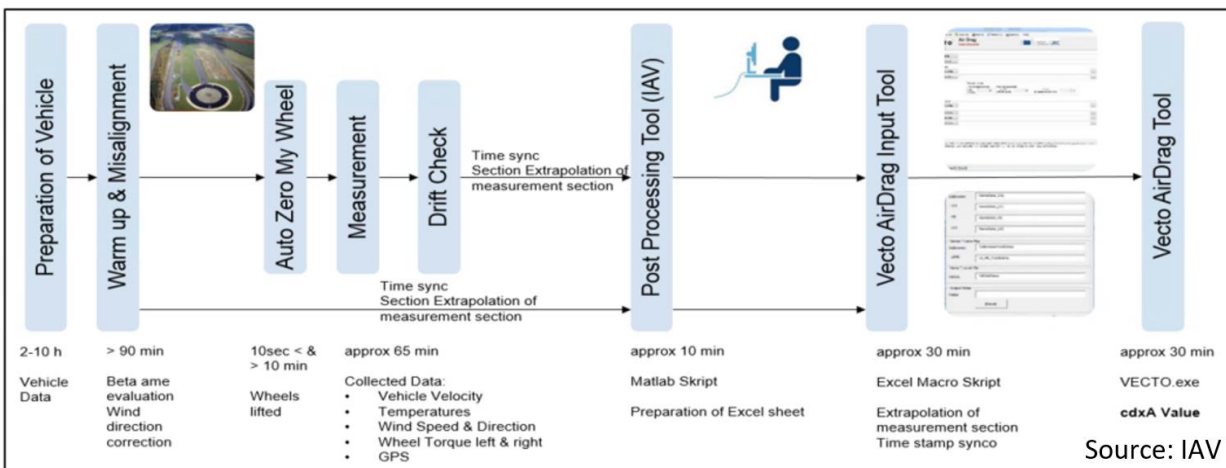 Preparation of Vehicle
Warm up & Misalignment
Auto Zero My Wheel
Measurement
Drift Check
Time sync
Section Extrapolation of
measurement section
Time sync
Section Extrapolation of
measurement section
Post Processing Tool (IAV)
Vecto AirDrag Input Tool
Air Drag
Vecto AirDrag Tool
2-10 h
Vehicle
Data
> 90 min
Beta ame
evaluation
Wind
direction
correction
10sec < &
> 10 min
Wheels
lifted
approx 65 min
Collected Data:
• Vehicle Velocity
• Temperatures
• Wind Speed & Direction
• Wheel Torque left & right
• GPS
approx 10 min
Matlab Skript
Preparation of Excel sheet
approx 30 min
Excel Macro Skript
Extrapolation of
measurement section
Time stamp synco
approx 30 min
VECTO.exe
cdxA Value
Source: IAV